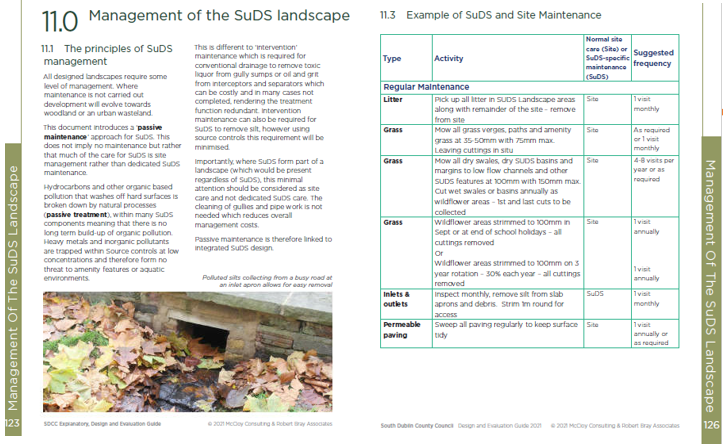 11.0 Management of the SuDS landscape
11.1 The principles of SuDS
management
All designed landscapes require some
level of management. Where
maintenance is not carried out
development will evolve towards
woodland or an urban wasteland.
This document introduces a 'passive
maintenance' approach for SuDS. This
does not imply no maintenance but rather
that much of the care for SuDS is site
management rather than dedicated SuDS
maintenance.
Hydrocarbons and other organic based
pollution that washes off hard surfaces is
broken down by natural processes
(passive treatment), within many SuDS
components meaning that there is no
long term build-up of organic pollution.
Heavy metals and inorganic pollutants
are trapped within Source controls at low
concentrations and therefore form no
threat to amenity features or aquatic
environments.
This is different to 'intervention'
maintenance which is required for
conventional drainage to remove toxic
liquor from gully sumps or oil and grit
from interceptors and separators which
can be costly and in many cases not
completed, rendering the treatment
function redundant. Intervention
maintenance can also be required for
SuDS to remove silt, however using
source controls this requirement will be
minimised.
Importantly, where SuDS form part of a
landscape (which would be present
regardless of SuDS), this minimal
attention should be considered as site
care and not dedicated SuDS care. The
cleaning of gullies and pipe work is not
needed which reduces overall
management costs.
Passive maintenance is therefore linked to
integrated SuDS design.
Polluted silts collecting from a busy road at
an inlet apron allows for easy removal
Management Of The SuDS Landscape
123
SDCC Explanatory, Design and Evaluation Guide
© 2021 McCloy Consulting & Robert Bray Associates
11.3 Example of SuDS and Site Maintenance
Type
Activity
Normal site
care (Site) or
SuDS-specific
maintenance
(SuDS)
Suggested
frequency
Regular Maintenance
Litter
Pick up all litter in SUDS Landscape areas
along with remainder of the site – remove
from site
Site
1 visit
monthly
Grass
Mow all grass verges, paths and amenity
grass at 35-50mm with 75mm max.
Leaving cuttings in situ
Site
As required
or 1 visit
monthly
Grass
Mow all dry swales, dry SUDS basins and
margins to low flow channels and other
SUDS features at 100mm with 150mm max.
Cut wet swales or basins annually as
wildflower areas – 1st and last cuts to be
collected
Site
4-8 visits per
year or as
required
Grass
Wildflower areas strimmed to 100mm in
Sept or at end of school holidays – all
cuttings removed
Or
Wildflower areas strimmed to 100mm on 3
year rotation – 30% each year – all cuttings
removed
Site
1 visit
annually
1 visit
annually
Inlets &
outlets
Inspect monthly, remove silt from slab
aprons and debris. Strim 1m round for
access
SuDS
1 visit
monthly
Permeable
paving
Sweep all paving regularly to keep surface
tidy
Site
1 visit
annually or
as required
South Dublin County Council Design and Evaluation Guide 2021 © 2021 McCloy Consulting & Robert Bray Associates
Management Of The SuDS Landscape
126